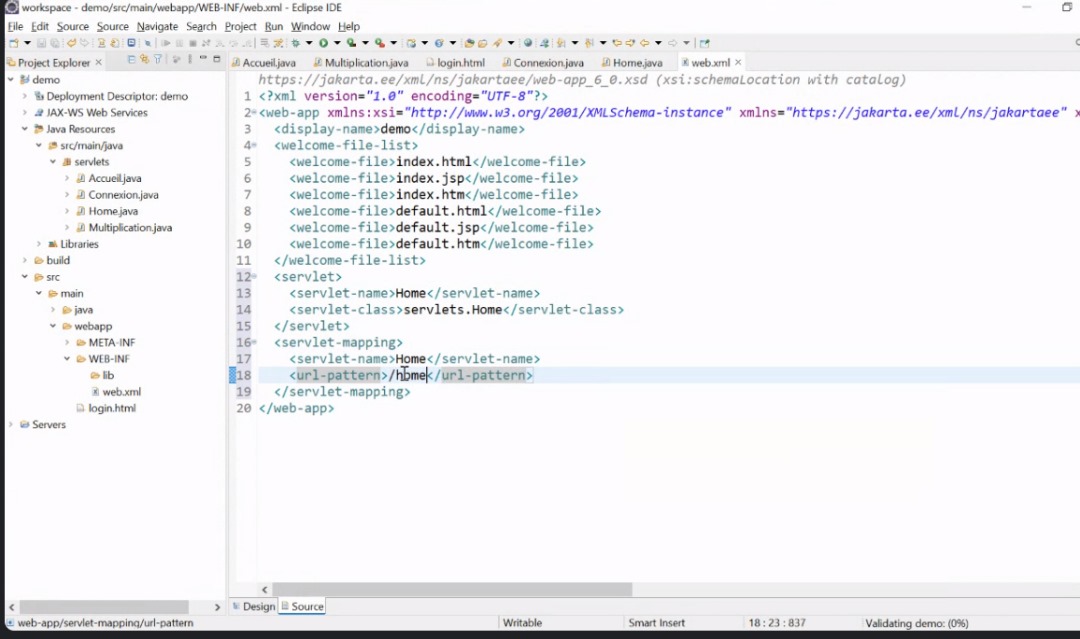 workspace - demo/src/main/webapp/WEB-INF/web.xml - Eclipse IDE
File Edit Source Source Navigate Search Project Run Window Help
Project Explorer
Accueil.java Multiplication.java login.html Connexion.java Home.java web.xml
demo
Deployment Descriptor: demo
JAX-WS Web Services
Java Resources
src/main/java
servlets
Accueil.java
Connexion.java
Home.java
Multiplication.java
Libraries
build
src
main
java
webapp
META-INF
WEB-INF
lib
web.xml
login.html
Servers
https://jakarta.ee/xml/ns/jakartaee/web-app_6_0.xsd (xsi:schemaLocation with catalog)
1 <?xml version="1.0" encoding="UTF-8"?>
2 <web-app xmlns:xsi="http://www.w3.org/2001/XMLSchema-instance" xmlns="https://jakarta.ee/xml/ns/jakartaee" x
3 <display-name>demo</display-name>
4 <welcome-file-list>
5 <welcome-file>index.html</welcome-file>
6 <welcome-file>index.jsp</welcome-file>
7 <welcome-file>index.htm</welcome-file>
8 <welcome-file>default.html</welcome-file>
9 <welcome-file>default.jsp</welcome-file>
10 <welcome-file>default.htm</welcome-file>
11 </welcome-file-list>
12 <servlet>
13 <servlet-name>Home</servlet-name>
14 <servlet-class>servlets.Home</servlet-class>
15 </servlet>
16 <servlet-mapping>
17 <servlet-name>Home</servlet-name>
18 <url-pattern>/home</url-pattern>
19 </servlet-mapping>
20 </web-app>
Design Source
web-app/servlet-mapping/url-pattern Writable Smart Insert 18 : 23 : 837 Validating demo: (0%)